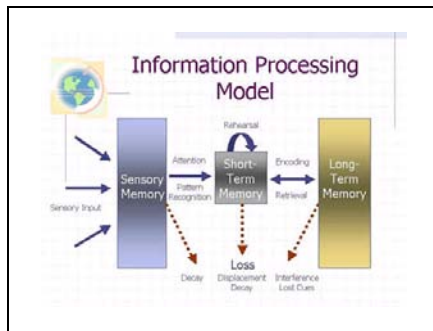 Information Processing
Model
Rehearsal
Attention
Pattern
Recognition
Sensory Input
Sensory
Memory
Short-
Term
Memory
Encoding
Retrieval
Long-
Term
Memory
Decay
Loss
Displacement
Decay
Interference
Lost Cues